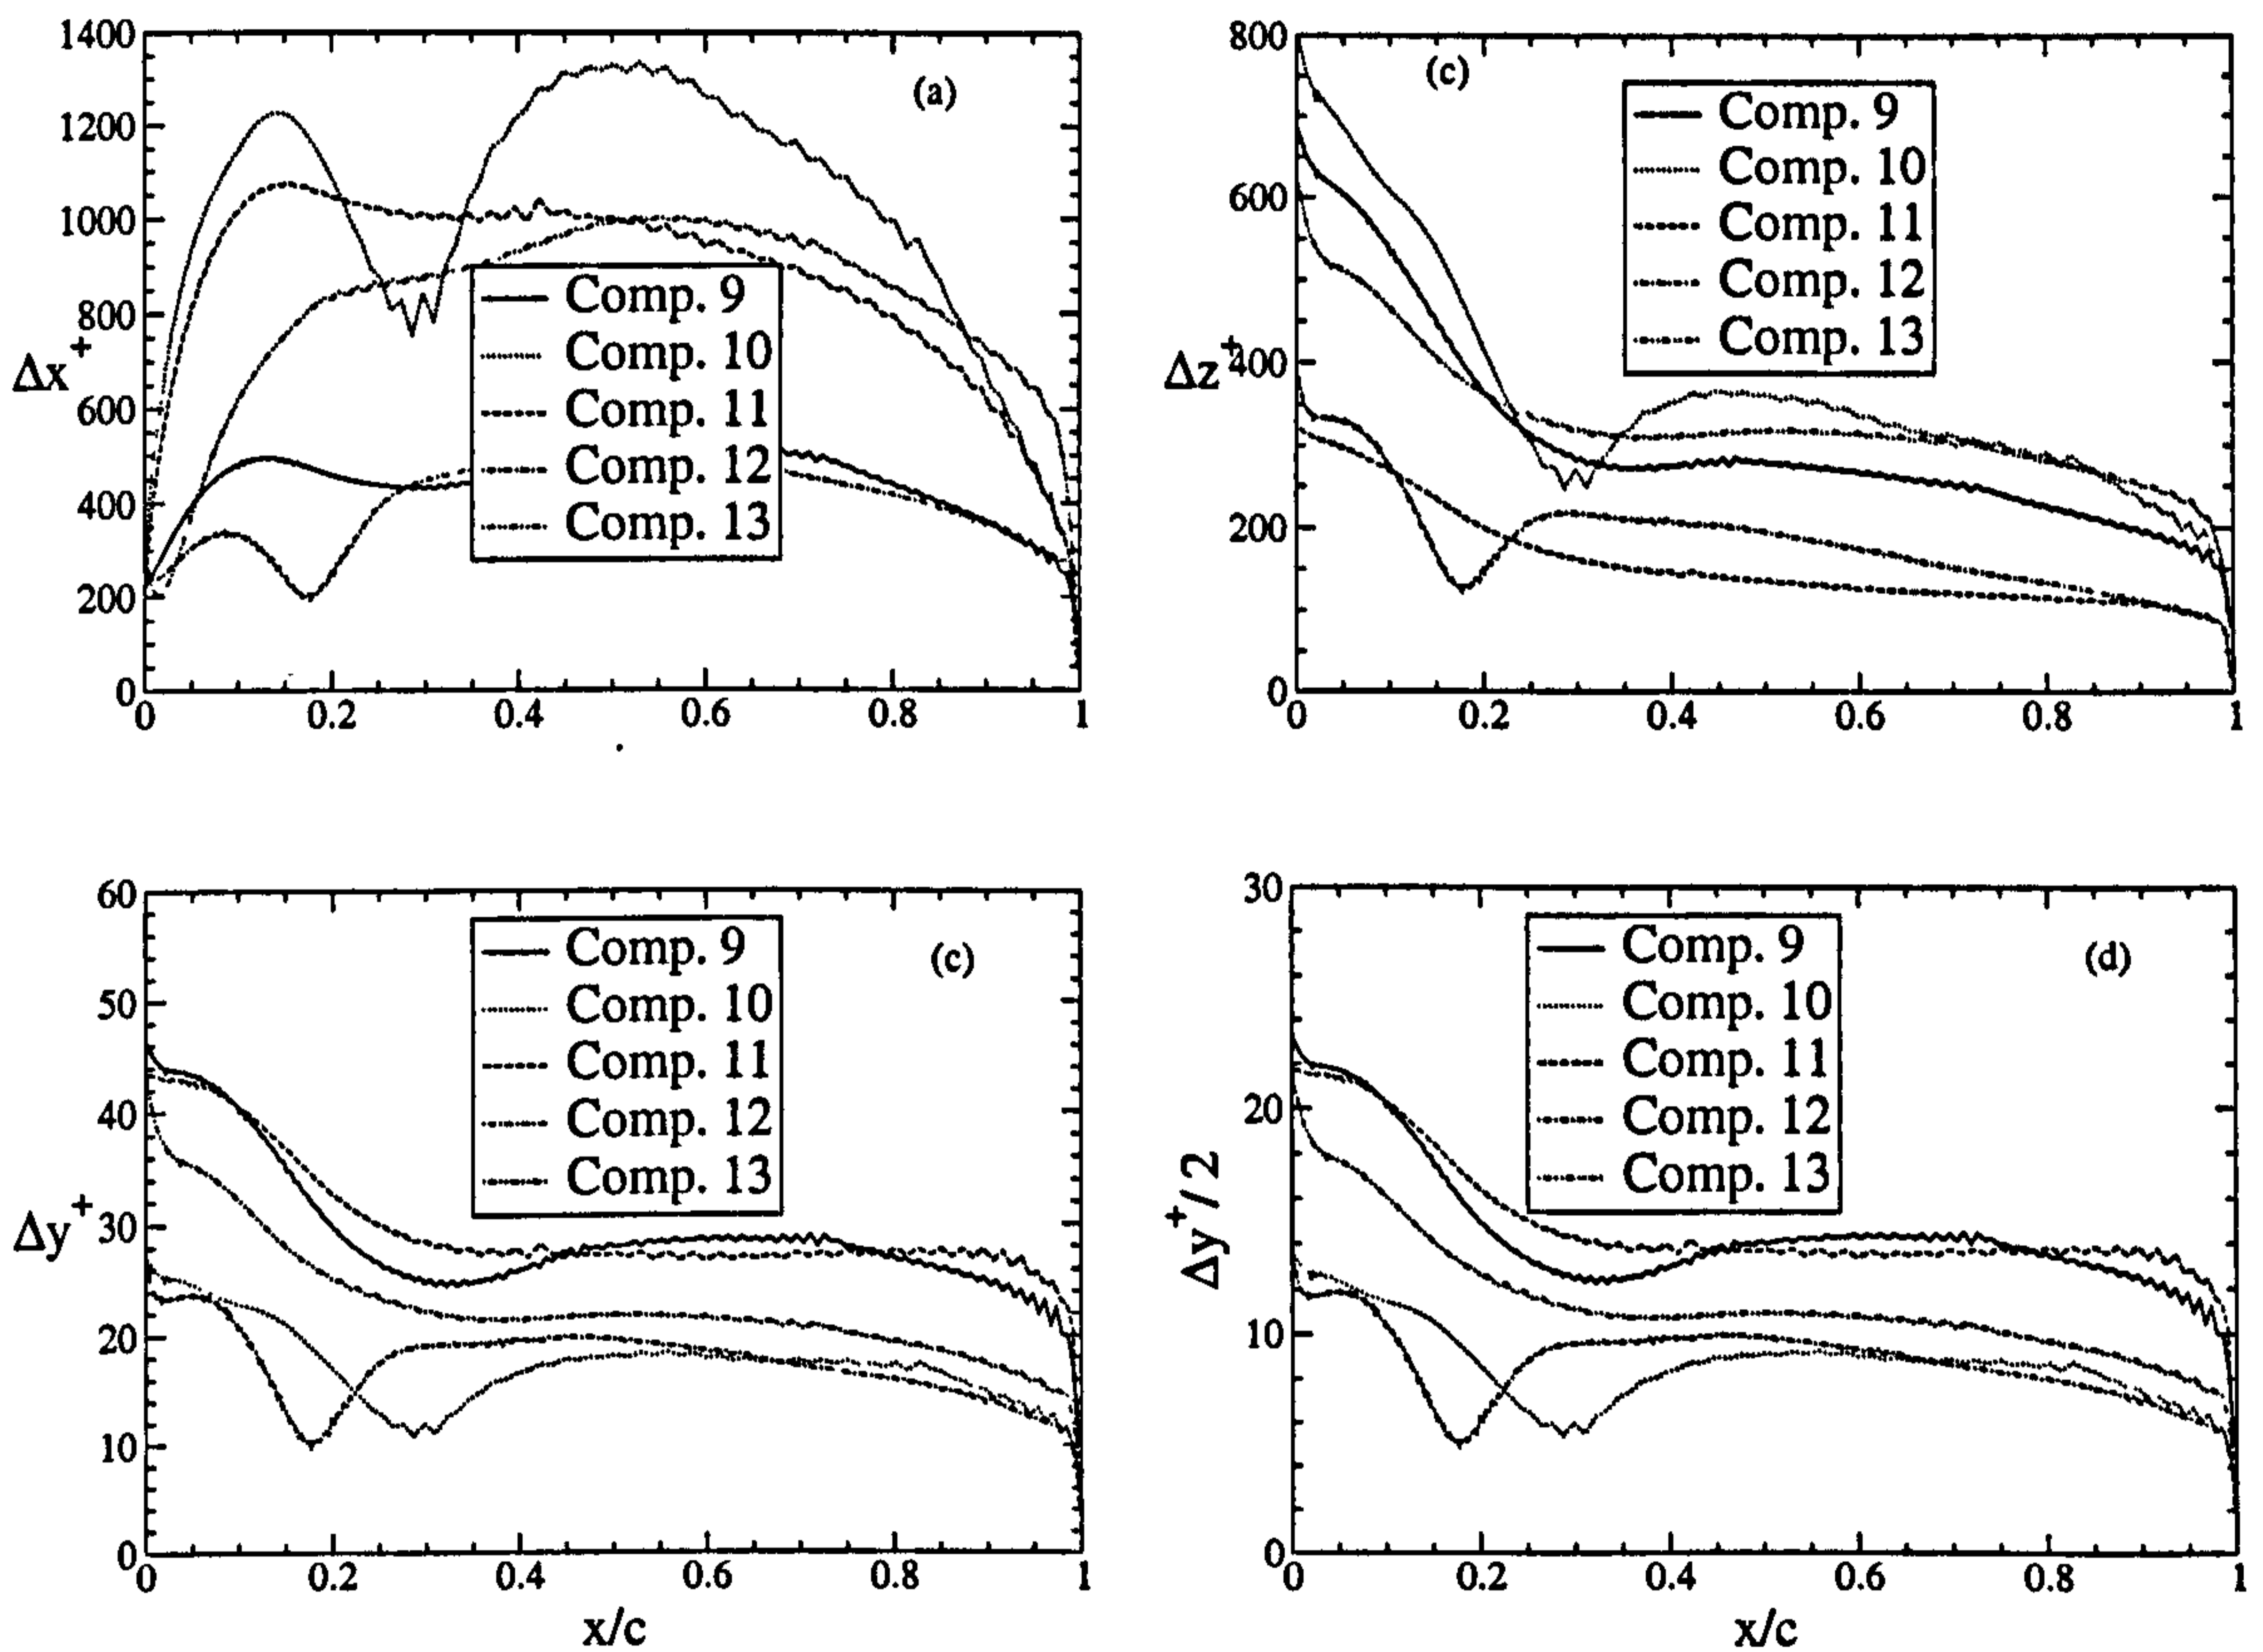 1400
1200
1000
800
600
400
200
0
Δx⁺
(a)
Comp. 9
Comp. 10
Comp. 11
Comp. 12
Comp. 13
0 0.2 0.4 0.6 0.8 1
800
600
400
200
0
Δz⁺
(c)
Comp. 9
Comp. 10
Comp. 11
Comp. 12
Comp. 13
0 0.2 0.4 0.6 0.8 1
60
50
40
30
20
10
0
Δy⁺
(c)
Comp. 9
Comp. 10
Comp. 11
Comp. 12
Comp. 13
0 0.2 0.4 0.6 0.8 1
x/c
30
20
10
0
Δy⁺/2
(d)
Comp. 9
Comp. 10
Comp. 11
Comp. 12
Comp. 13
0 0.2 0.4 0.6 0.8 1
x/c